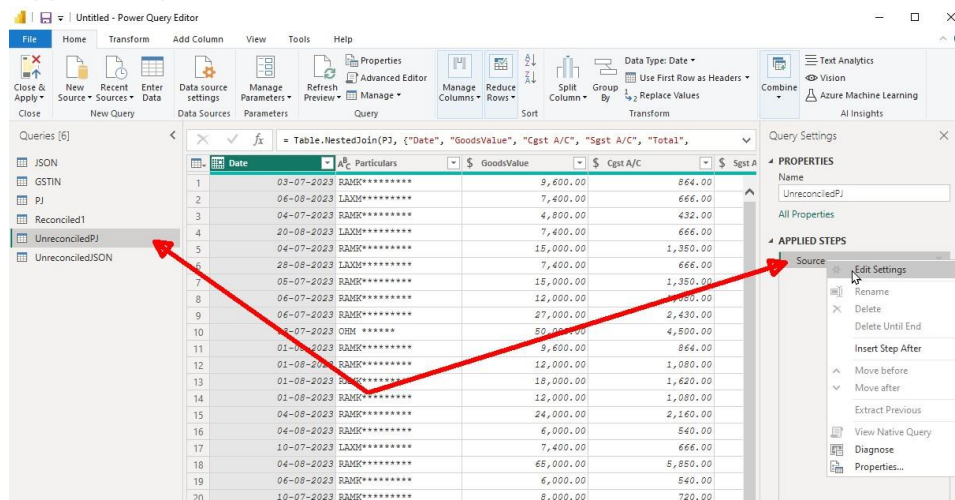 Untitled - Power Query Editor
File Home Transform Add Column View Tools Help
Close & Apply
New Source
Recent Sources
Enter Data
Data source settings
Manage Parameters
Refresh Preview
Properties
Advanced Editor
Manage
Manage Columns
Reduce Rows
Split Column
Group By
Data Type: Date
Use First Row as Headers
Replace Values
Combine
Text Analytics
Vision
Azure Machine Learning
Close New Query Data Sources Parameters Query Sort Transform AI Insights
Queries [6]
JSON
GSTIN
PJ
Reconciled1
UnreconciledPJ
UnreconciledJSON
fx = Table.NestedJoin(PJ, {"Date", "GoodsValue", "Cgst A/C", "Sgst A/C", "Total",
Date ABC Particulars $ GoodsValue $ Cgst A/C $ Sgst A
1 03-07-2023 RAMK********* 9,600.00 864.00
2 06-08-2023 LAXM********* 7,400.00 666.00
3 04-07-2023 RAMK********* 4,800.00 432.00
4 20-08-2023 LAXM********* 7,400.00 666.00
5 04-07-2023 RAMK********* 15,000.00 1,350.00
6 28-08-2023 LAXM********* 7,400.00 666.00
7 05-07-2023 RAMK********* 15,000.00 1,350.00
8 06-07-2023 RAMK********* 12,000.00
9 06-07-2023 RAMK********* 27,000.00 2,430.00
10 OHM ****** 4,500.00
11 9,600.00 864.00
12 12,000.00 1,080.00
13 01-08-2023 18,000.00 1,620.00
14 01-08-2023 RAMK********* 12,000.00 1,080.00
15 04-08-2023 RAMK********* 24,000.00 2,160.00
16 04-08-2023 RAMK********* 6,000.00 540.00
17 10-07-2023 LAXM********* 7,400.00 666.00
18 04-08-2023 RAMK********* 65,000.00 5,850.00
19 06-08-2023 RAMK********* 6,000.00 540.00
20 10-07-2023 RAMK********* 8,000.00 720.00
Query Settings
PROPERTIES
Name
UnreconciledPJ
All Properties
APPLIED STEPS
Source
Edit Settings
Rename
Delete
Delete Until End
Insert Step After
Move before
Move after
Extract Previous
View Native Query
Diagnose
Properties...